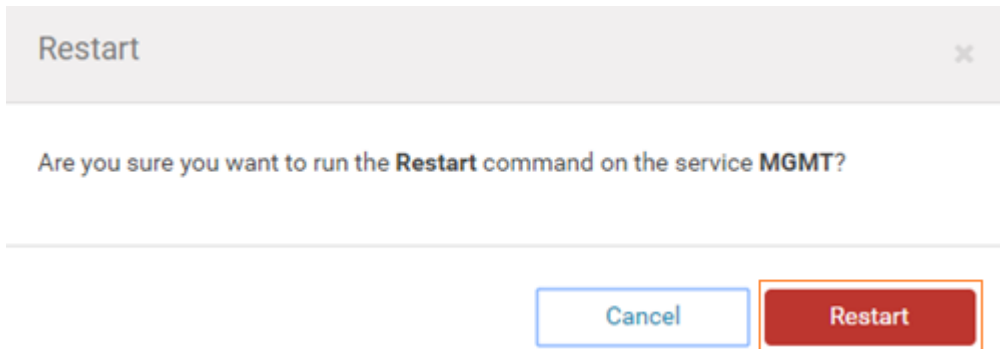 Restart
Are you sure you want to run the Restart command on the service MGMT?
Cancel Restart